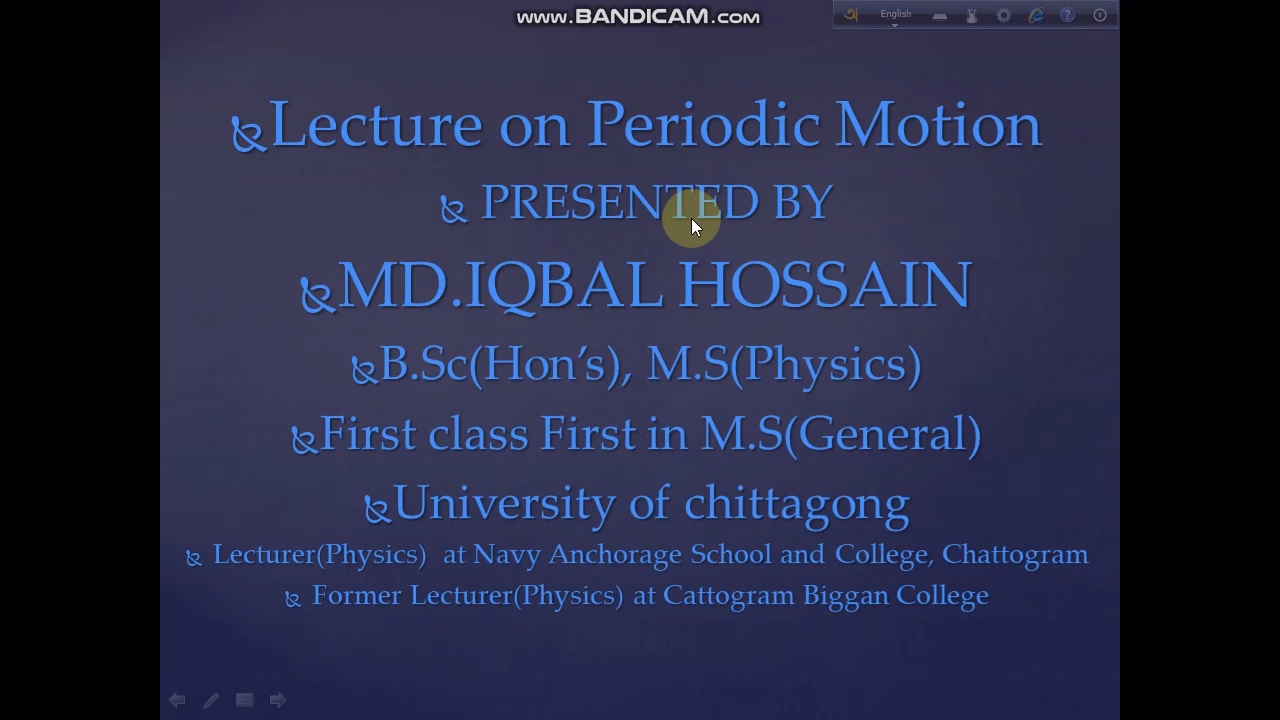 www.BANDICAM.com
English
Lecture on Periodic Motion
PRESENTED BY
MD.IQBAL HOSSAIN
B.Sc(Hon’s), M.S(Physics)
First class First in M.S(General)
University of chittagong
Lecturer(Physics) at Navy Anchorage School and College, Chattogram
Former Lecturer(Physics) at Cattogram Biggan College